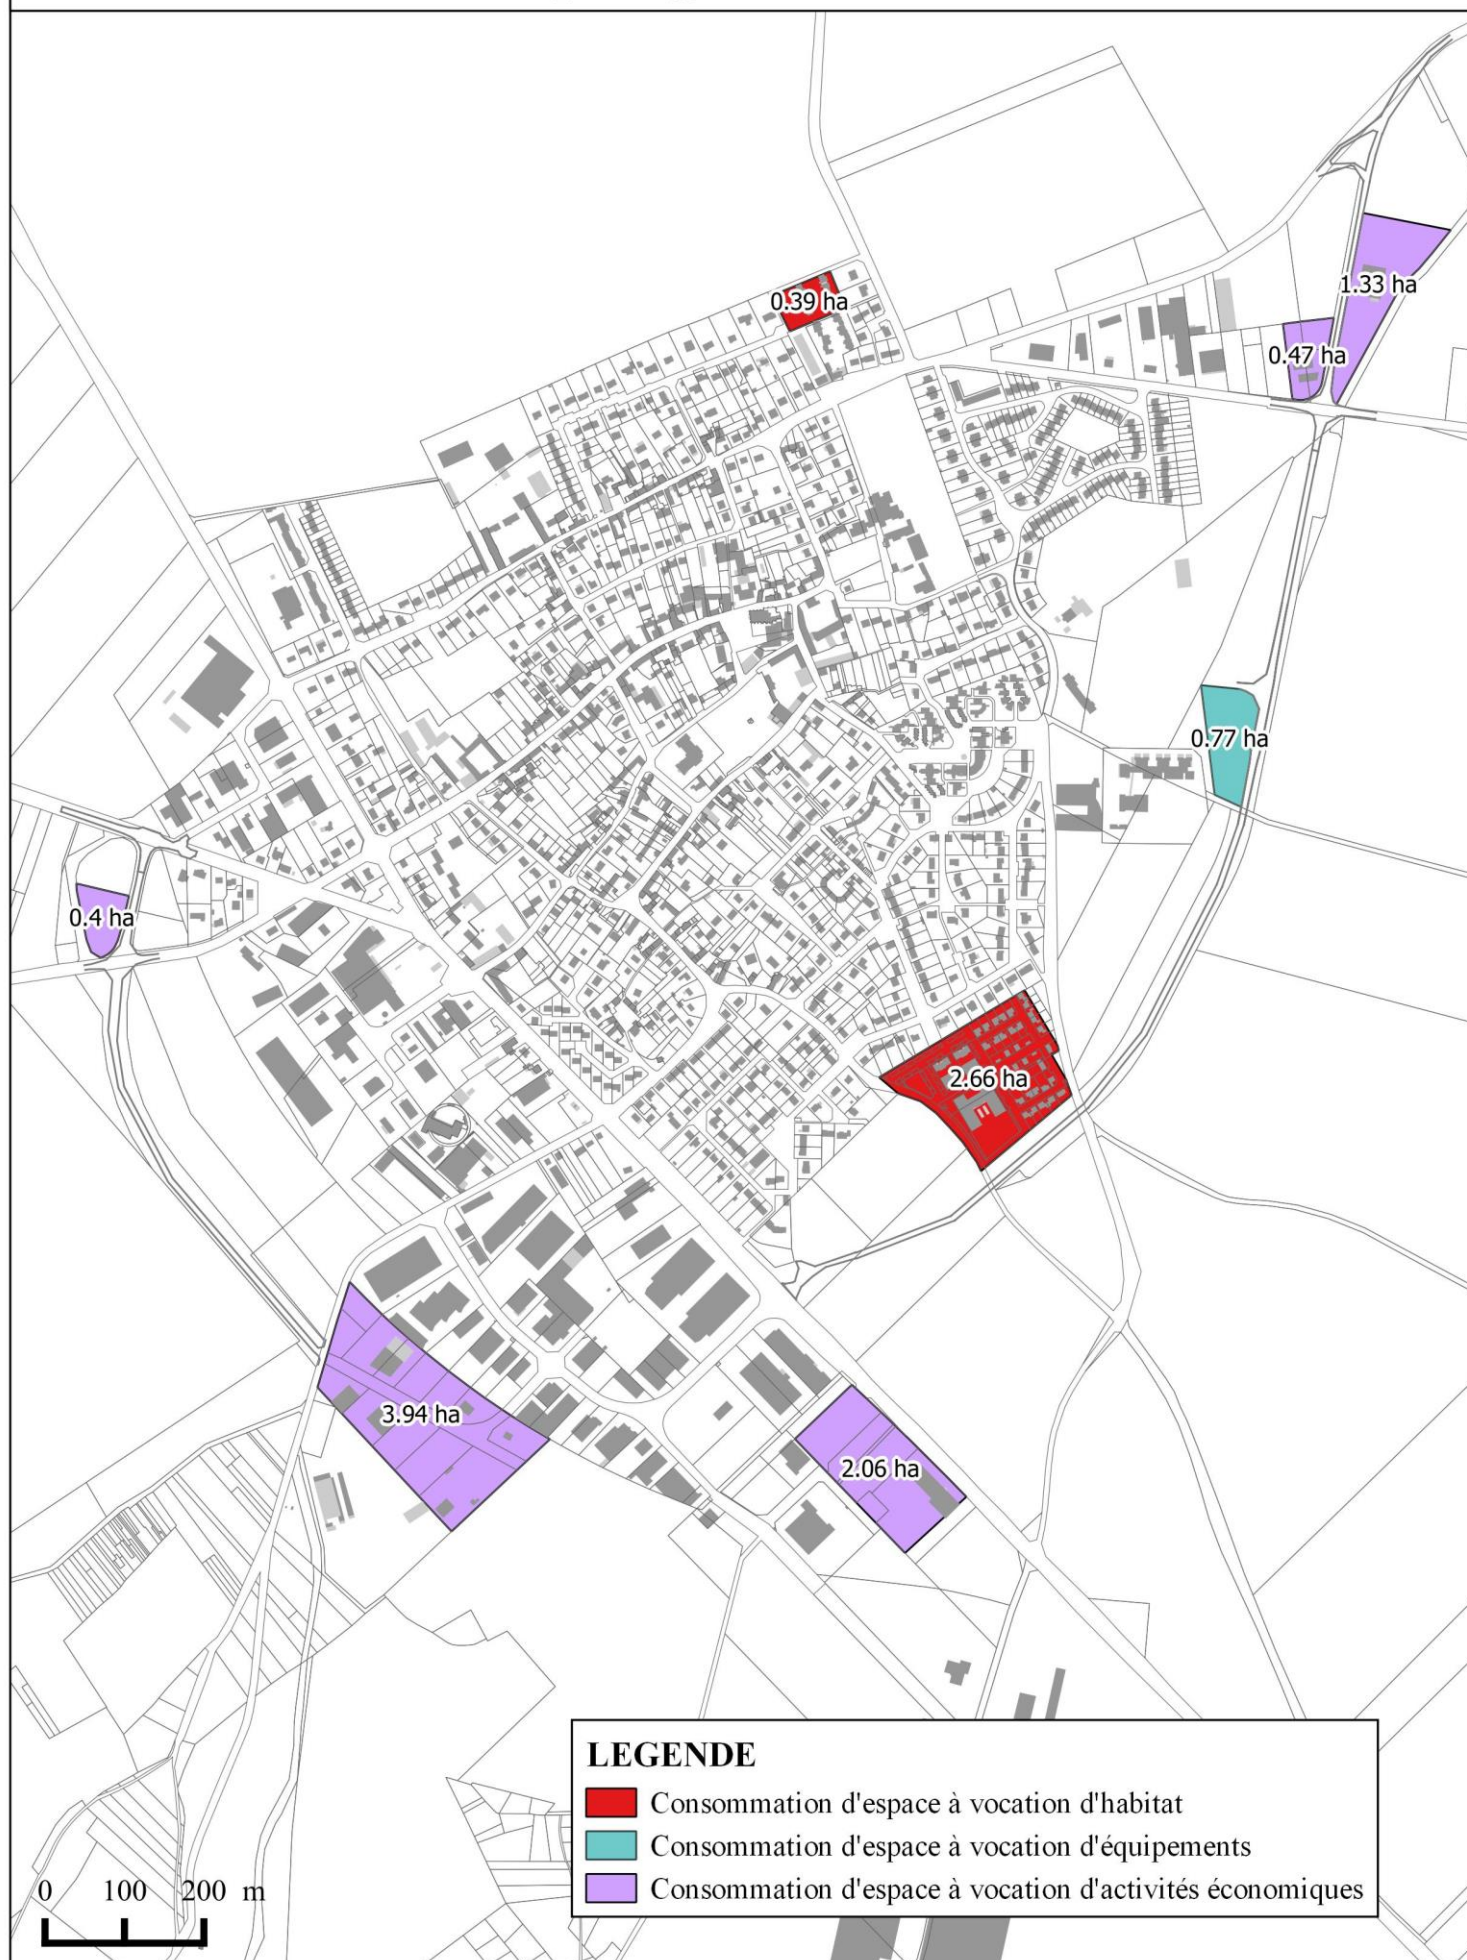 0.39 ha
1.33 ha
0.47 ha
0.77 ha
0.4 ha
2.66 ha
3.94 ha
2.06 ha
LEGENDE
Consommation d'espace à vocation d'habitat
Consommation d'espace à vocation d'équipements
Consommation d'espace à vocation d'activités économiques
0 100 200 m